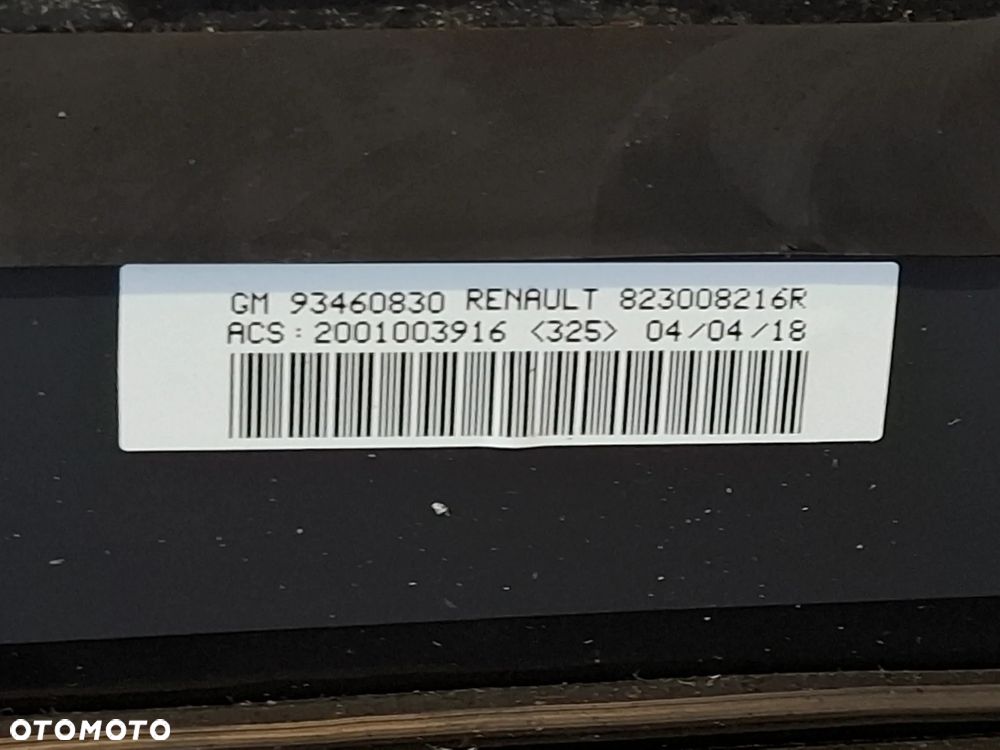 GM 93460830 RENAULT 823008216R
ACS: 2001003916 <325> 04/04/18
OTOMOTO